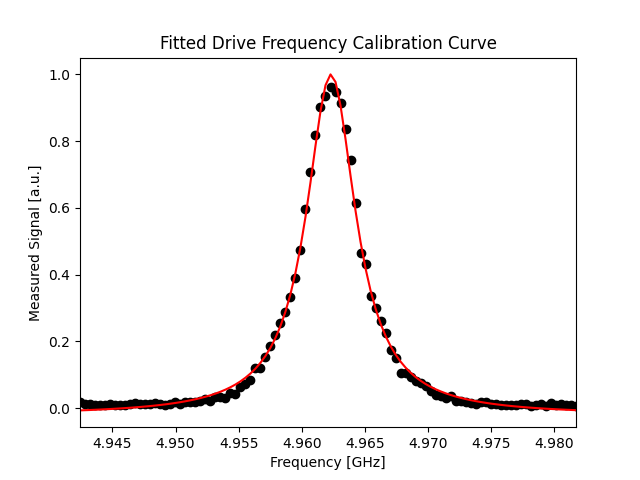 Fitted Drive Frequency Calibration Curve
1.0
0.8
0.6
0.4
0.2
0.0
Measured Signal [a.u.]
4.945 4.950 4.955 4.960 4.965 4.970 4.975 4.980
Frequency [GHz]